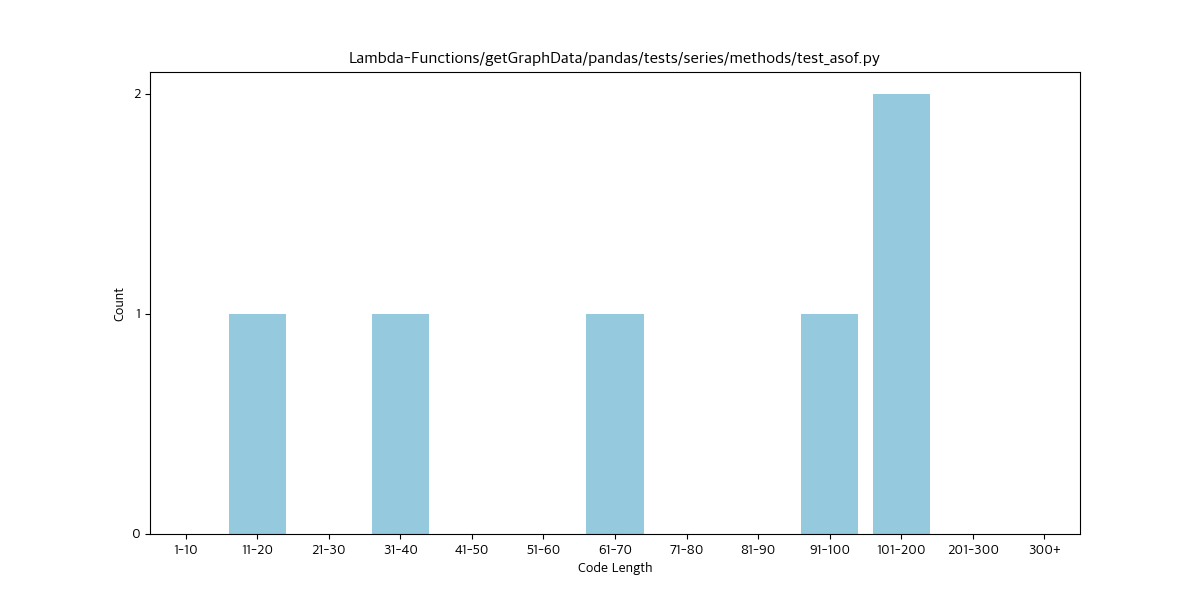 Lambda-Functions/getGraphData/pandas/tests/series/methods/test_asof.py
Count
2
1
0
1-10 11-20 21-30 31-40 41-50 51-60 61-70 71-80 81-90 91-100 101-200 201-300 300+
Code Length